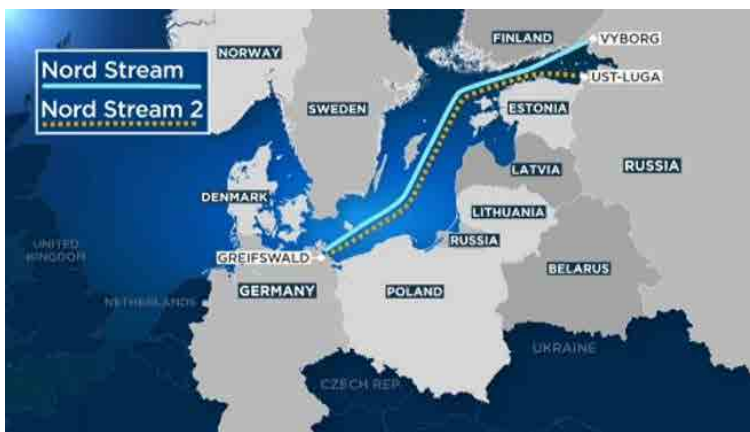 Nord Stream
Nord Stream 2
NORWAY
FINLAND
VYBORG
UST-LUGA
SWEDEN
ESTONIA
RUSSIA
LATVIA
DENMARK
LITHUANIA
RUSSIA
UNITED
KINGDOM
GREIFSWALD
BELARUS
NETHERLANDS
GERMANY
POLAND
UKRAINE
CZECH REP.